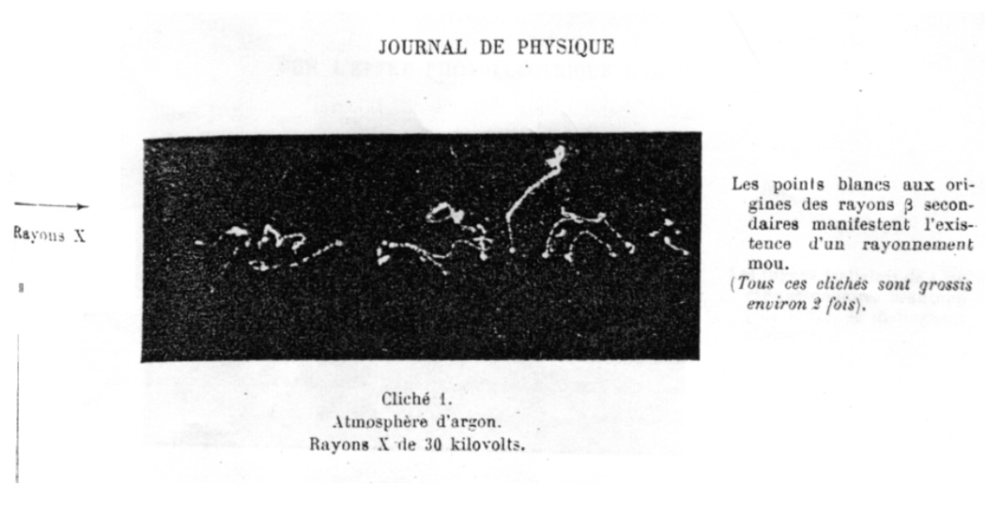 JOURNAL DE PHYSIQUE
Rayons X
Les points blancs aux ori-
gines des rayons β secon-
daires manifestent l'exis-
tence d'un rayonnement
mou.
(Tous ces clichés sont grossis
environ 2 fois).
Cliché 1.
Atmosphère d'argon.
Rayons X de 30 kilovolts.